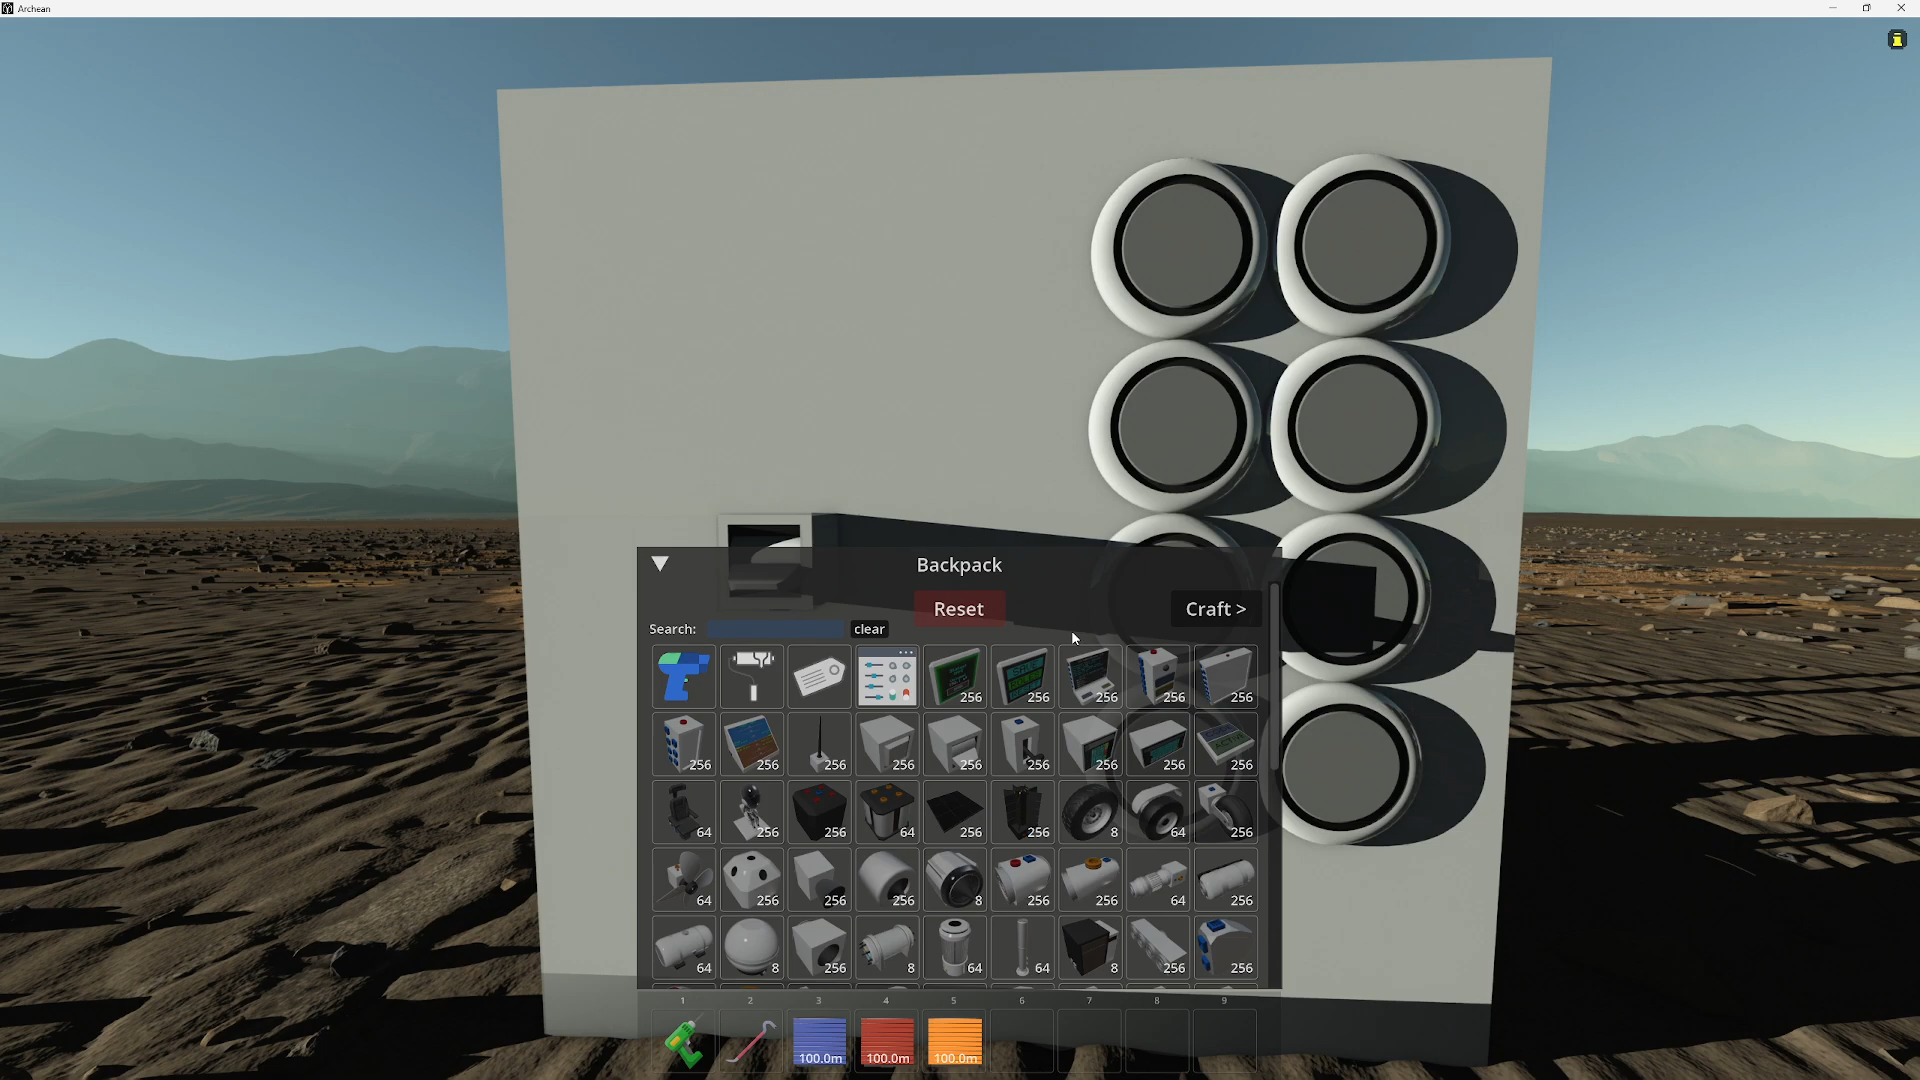 Archean
Backpack
Reset
Craft >
Search:
clear
256 256 256 256 256
256 256 256 256 256 256 256 256 256
ACTIVE
64 256 256 64 256 256 8 64 256
64 256 256 256 8 256 256 64 256
64 8 256 8 64 64 8 256 256
1 2 3 4 5 6 7 8 9
100.0m 100.0m 100.0m